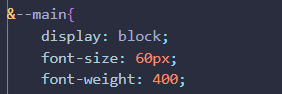 &--main{
display: block;
font-size: 60px;
font-weight: 400;